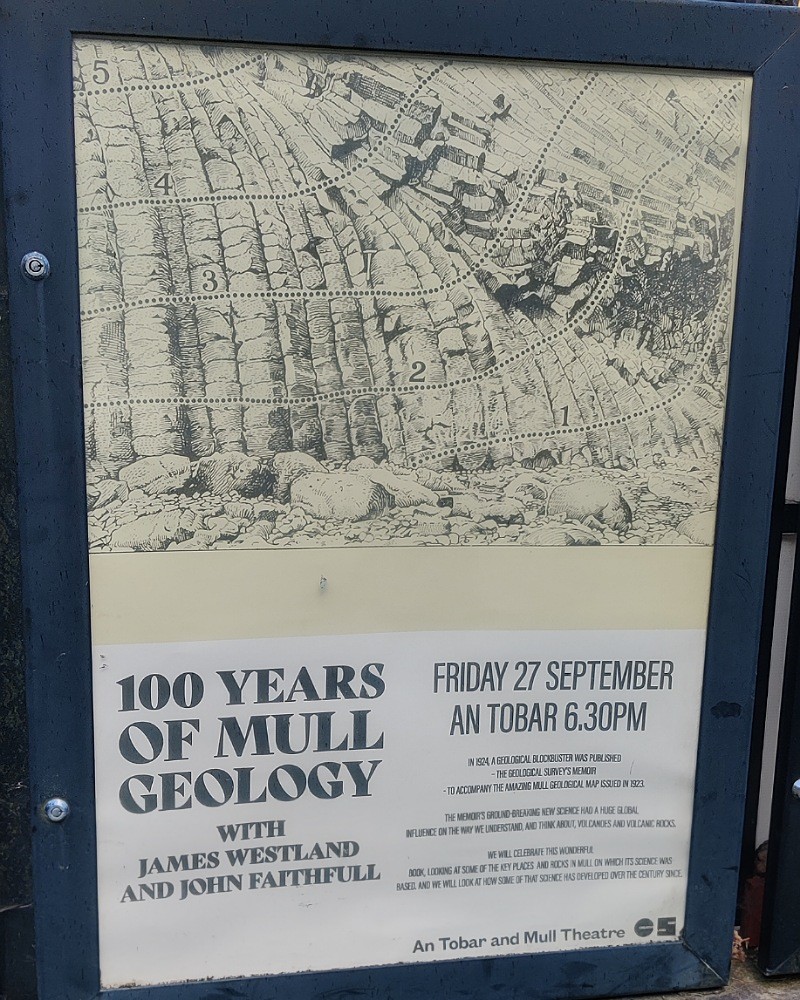 5
4
3
2
1
100 YEARS
OF MULL
GEOLOGY
WITH
JAMES WESTLAND
AND JOHN FAITHFULL
FRIDAY 27 SEPTEMBER
AN TOBAR 6.30PM
IN 1924, A GEOLOGICAL BLOCKBUSTER WAS PUBLISHED
- THE GEOLOGICAL SURVEY'S MEMOIR
- TO ACCOMPANY THE AMAZING MULL GEOLOGICAL MAP ISSUED IN 1923.
THE MEMOIR'S GROUND-BREAKING NEW SCIENCE HAD A HUGE GLOBAL
INFLUENCE ON THE WAY WE UNDERSTAND, AND THINK ABOUT, VOLCANOES AND VOLCANIC ROCKS.
WE WILL CELEBRATE THIS WONDERFUL
BOOK, LOOKING AT SOME OF THE KEY PLACES AND ROCKS IN MULL ON WHICH ITS SCIENCE WAS
BASED. AND WE WILL LOOK AT HOW SOME OF THAT SCIENCE HAS DEVELOPED OVER THE CENTURY SINCE.
An Tobar and Mull Theatre